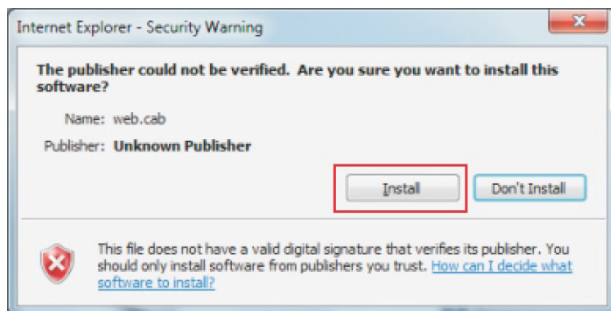 Internet Explorer - Security Warning
The publisher could not be verified. Are you sure you want to install this
software?
Name: web.cab
Publisher: Unknown Publisher
Install Don't Install
This file does not have a valid digital signature that verifies its publisher. You
should only install software from publishers you trust. How can I decide what
software to install?